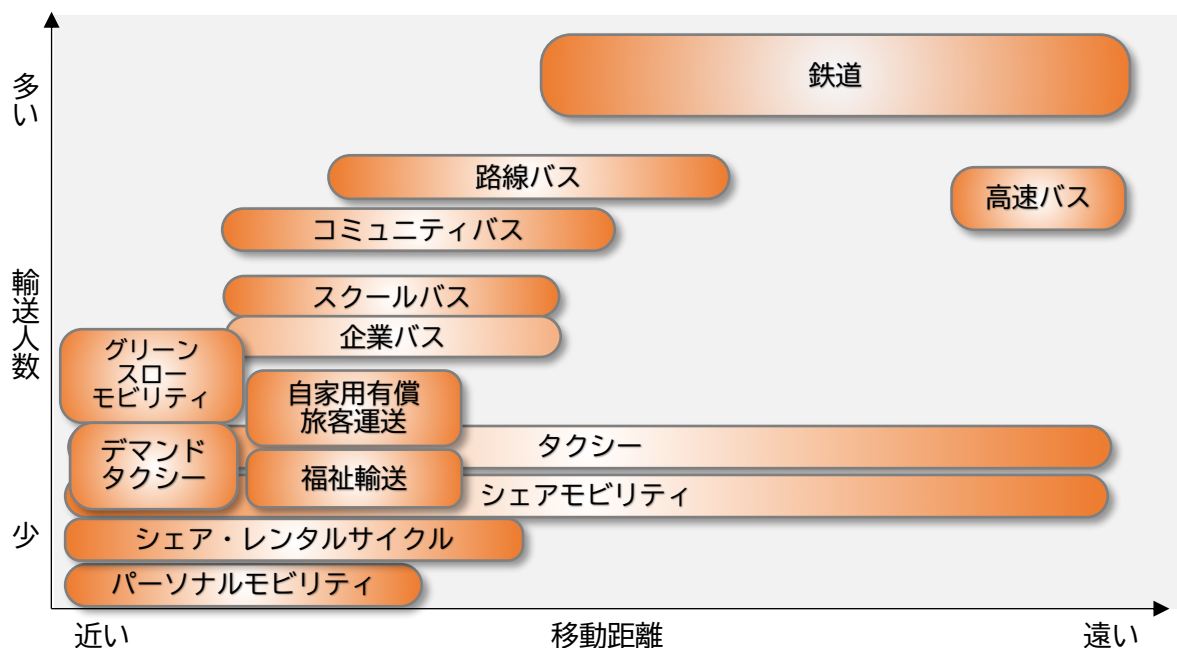 多い
鉄道
路線バス
高速バス
コミュニティバス
輸送人数
スクールバス
企業バス
グリーン
スロー
モビリティ
自家用有償
旅客運送
デマンド
タクシー
タクシー
福祉輸送
シェアモビリティ
少
シェア・レンタルサイクル
パーソナルモビリティ
近い
移動距離
遠い